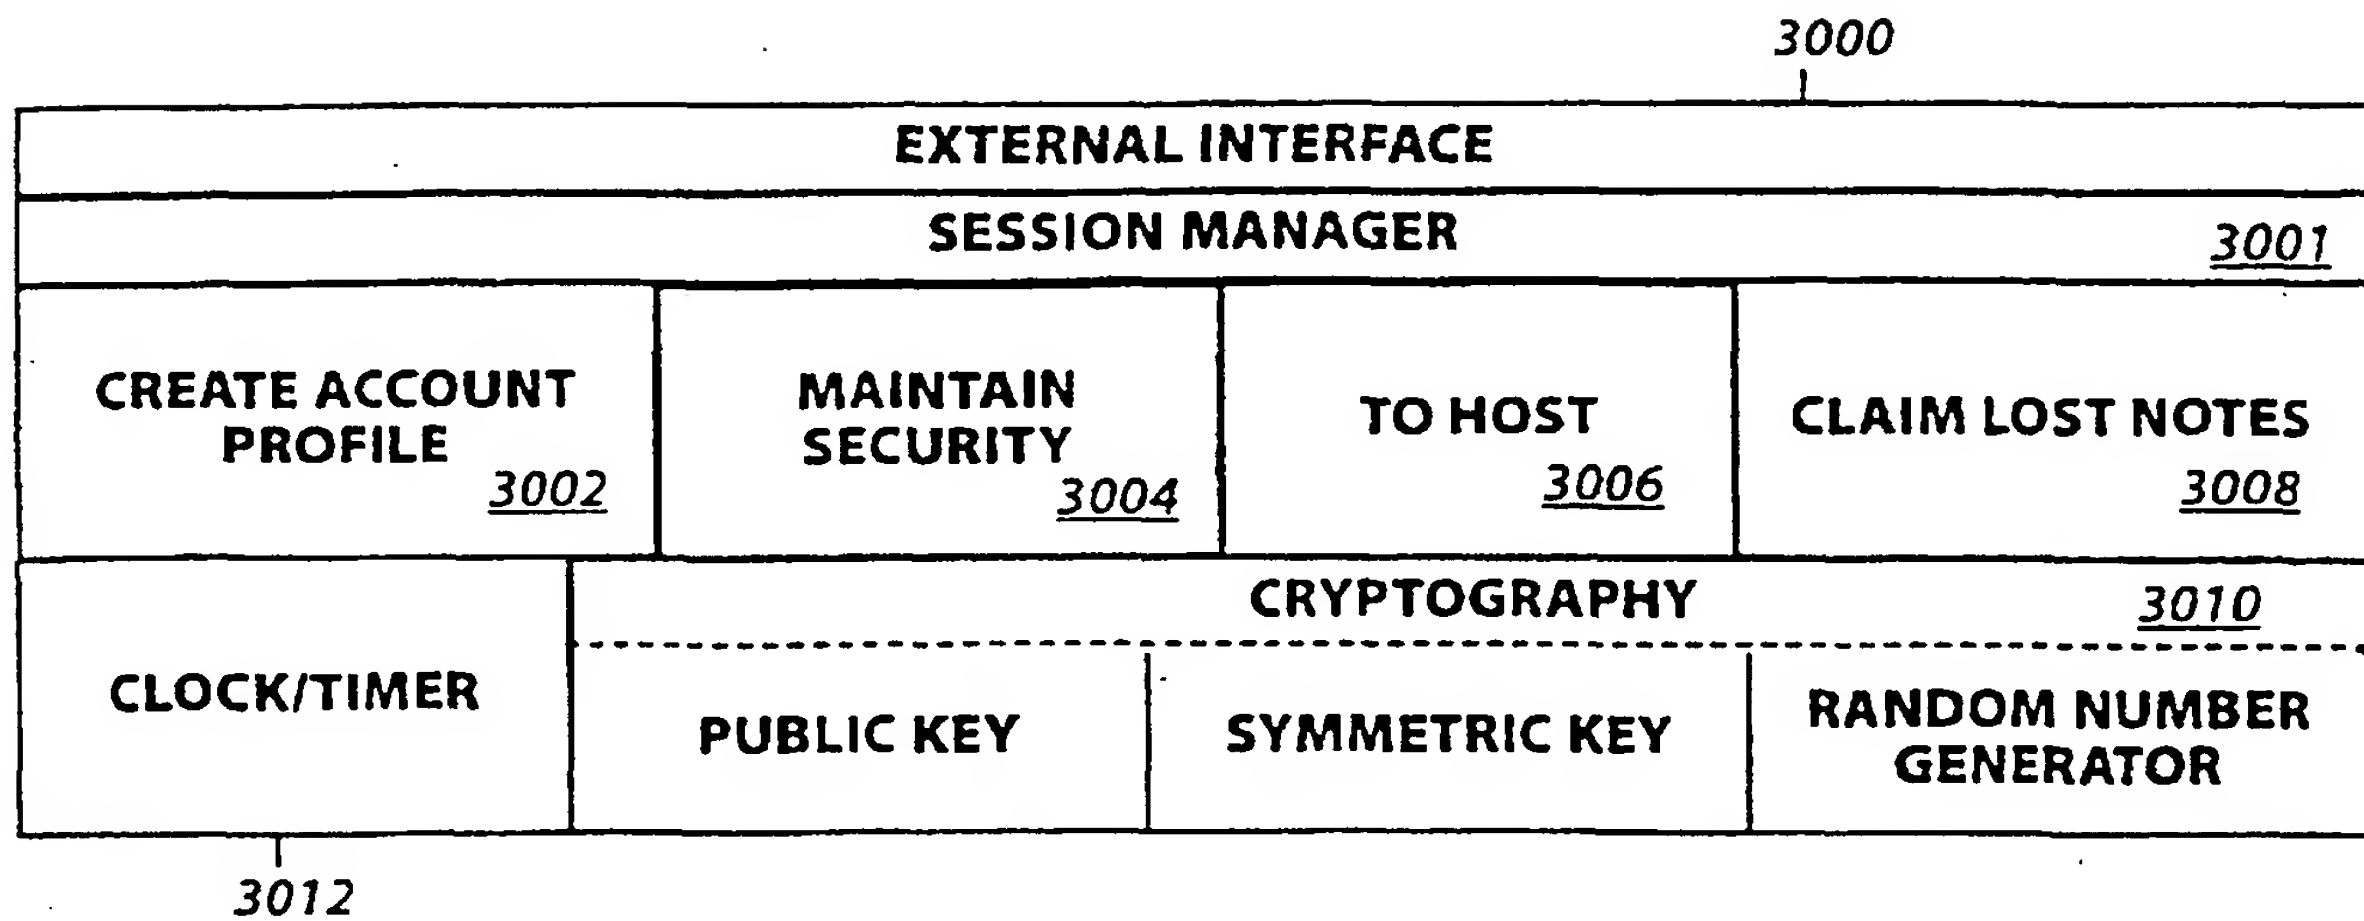 3000
EXTERNAL INTERFACE
SESSION MANAGER
3001
CREATE ACCOUNT
PROFILE
3002
MAINTAIN
SECURITY
3004
TO HOST
3006
CLAIM LOST NOTES
3008
CLOCK/TIMER
CRYPTOGRAPHY
3010
PUBLIC KEY
SYMMETRIC KEY
RANDOM NUMBER
GENERATOR
3012